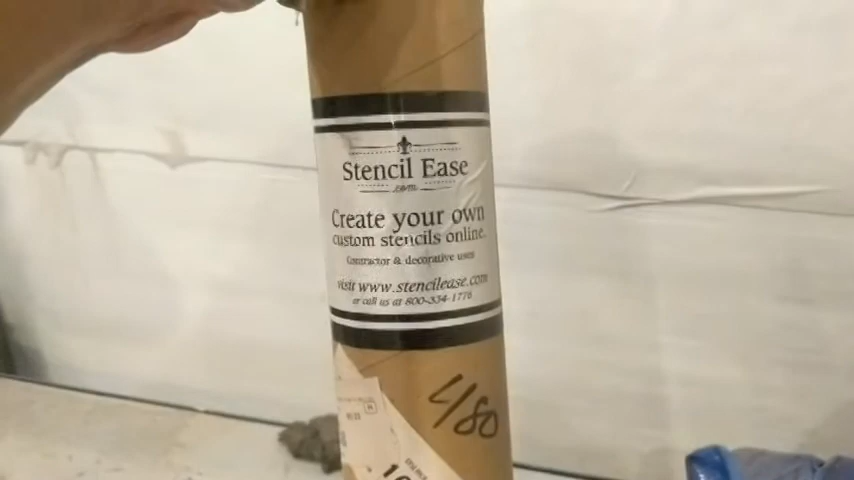 Stencil Ease
.com
Create your own
custom stencils online.
Contractor & decorative uses
visit www.stencilease.com
or call us at 800-334-1776
4/80